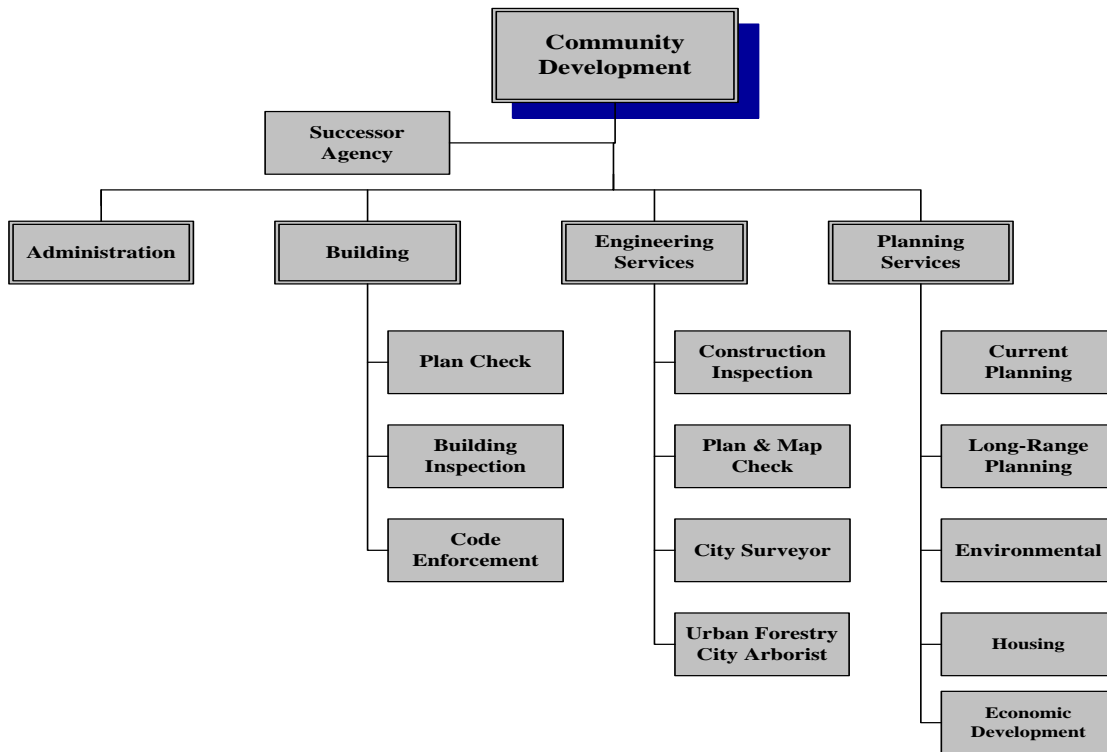 Community
Development
Successor
Agency
Administration
Building
Engineering
Services
Planning
Services
Plan Check
Building
Inspection
Code
Enforcement
Construction
Inspection
Plan & Map
Check
City Surveyor
Urban Forestry
City Arborist
Current
Planning
Long-Range
Planning
Environmental
Housing
Economic
Development